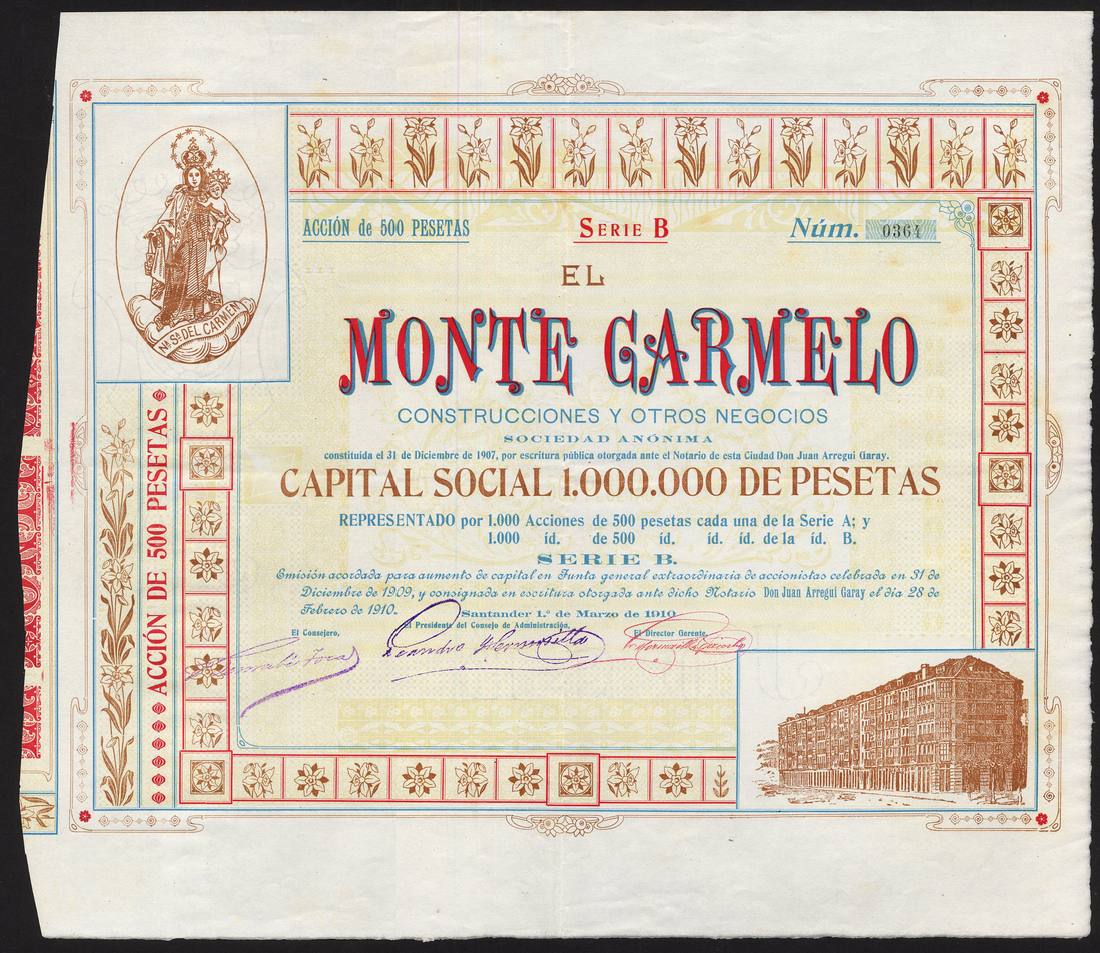 Nª Sª DEL CARMEN
ACCIÓN de 500 PESETAS
SERIE B
Núm. 0364
EL
MONTE CARMELO
CONSTRUCCIONES Y OTROS NEGOCIOS
SOCIEDAD ANÓNIMA
constituída el 31 de Diciembre de 1907, por escritura pública otorgada ante el Notario de esta Ciudad Don Juan Arregui Garay.
CAPITAL SOCIAL 1.000.000 DE PESETAS
REPRESENTADO por 1.000 Acciones de 500 pesetas cada una de la Serie A; y
1.000 íd. de 500 íd. íd. íd. de la íd. B.
SERIE B.
Emisión acordada para aumento de capital en Junta general extraordinaria de accionistas celebrada en 31 de
Diciembre de 1909, y consignada en escritura otorgada ante dicho Notario Don Juan Arregui Garay el día 28 de
Febrero de 1910.
Santander 1.º de Marzo de 1910
El Consejero,
El Presidente del Consejo de Administración,
El Director Gerente,
Leandro Hermosilla
ACCIÓN DE 500 PESETAS